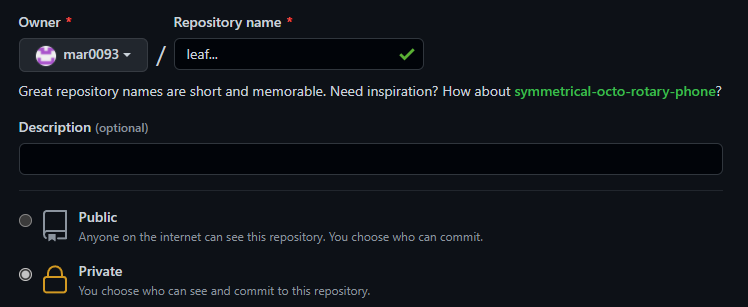 Owner * Repository name *
mar0093 / leaf...
Great repository names are short and memorable. Need inspiration? How about symmetrical-octo-rotary-phone?
Description (optional)
Public
Anyone on the internet can see this repository. You choose who can commit.
Private
You choose who can see and commit to this repository.